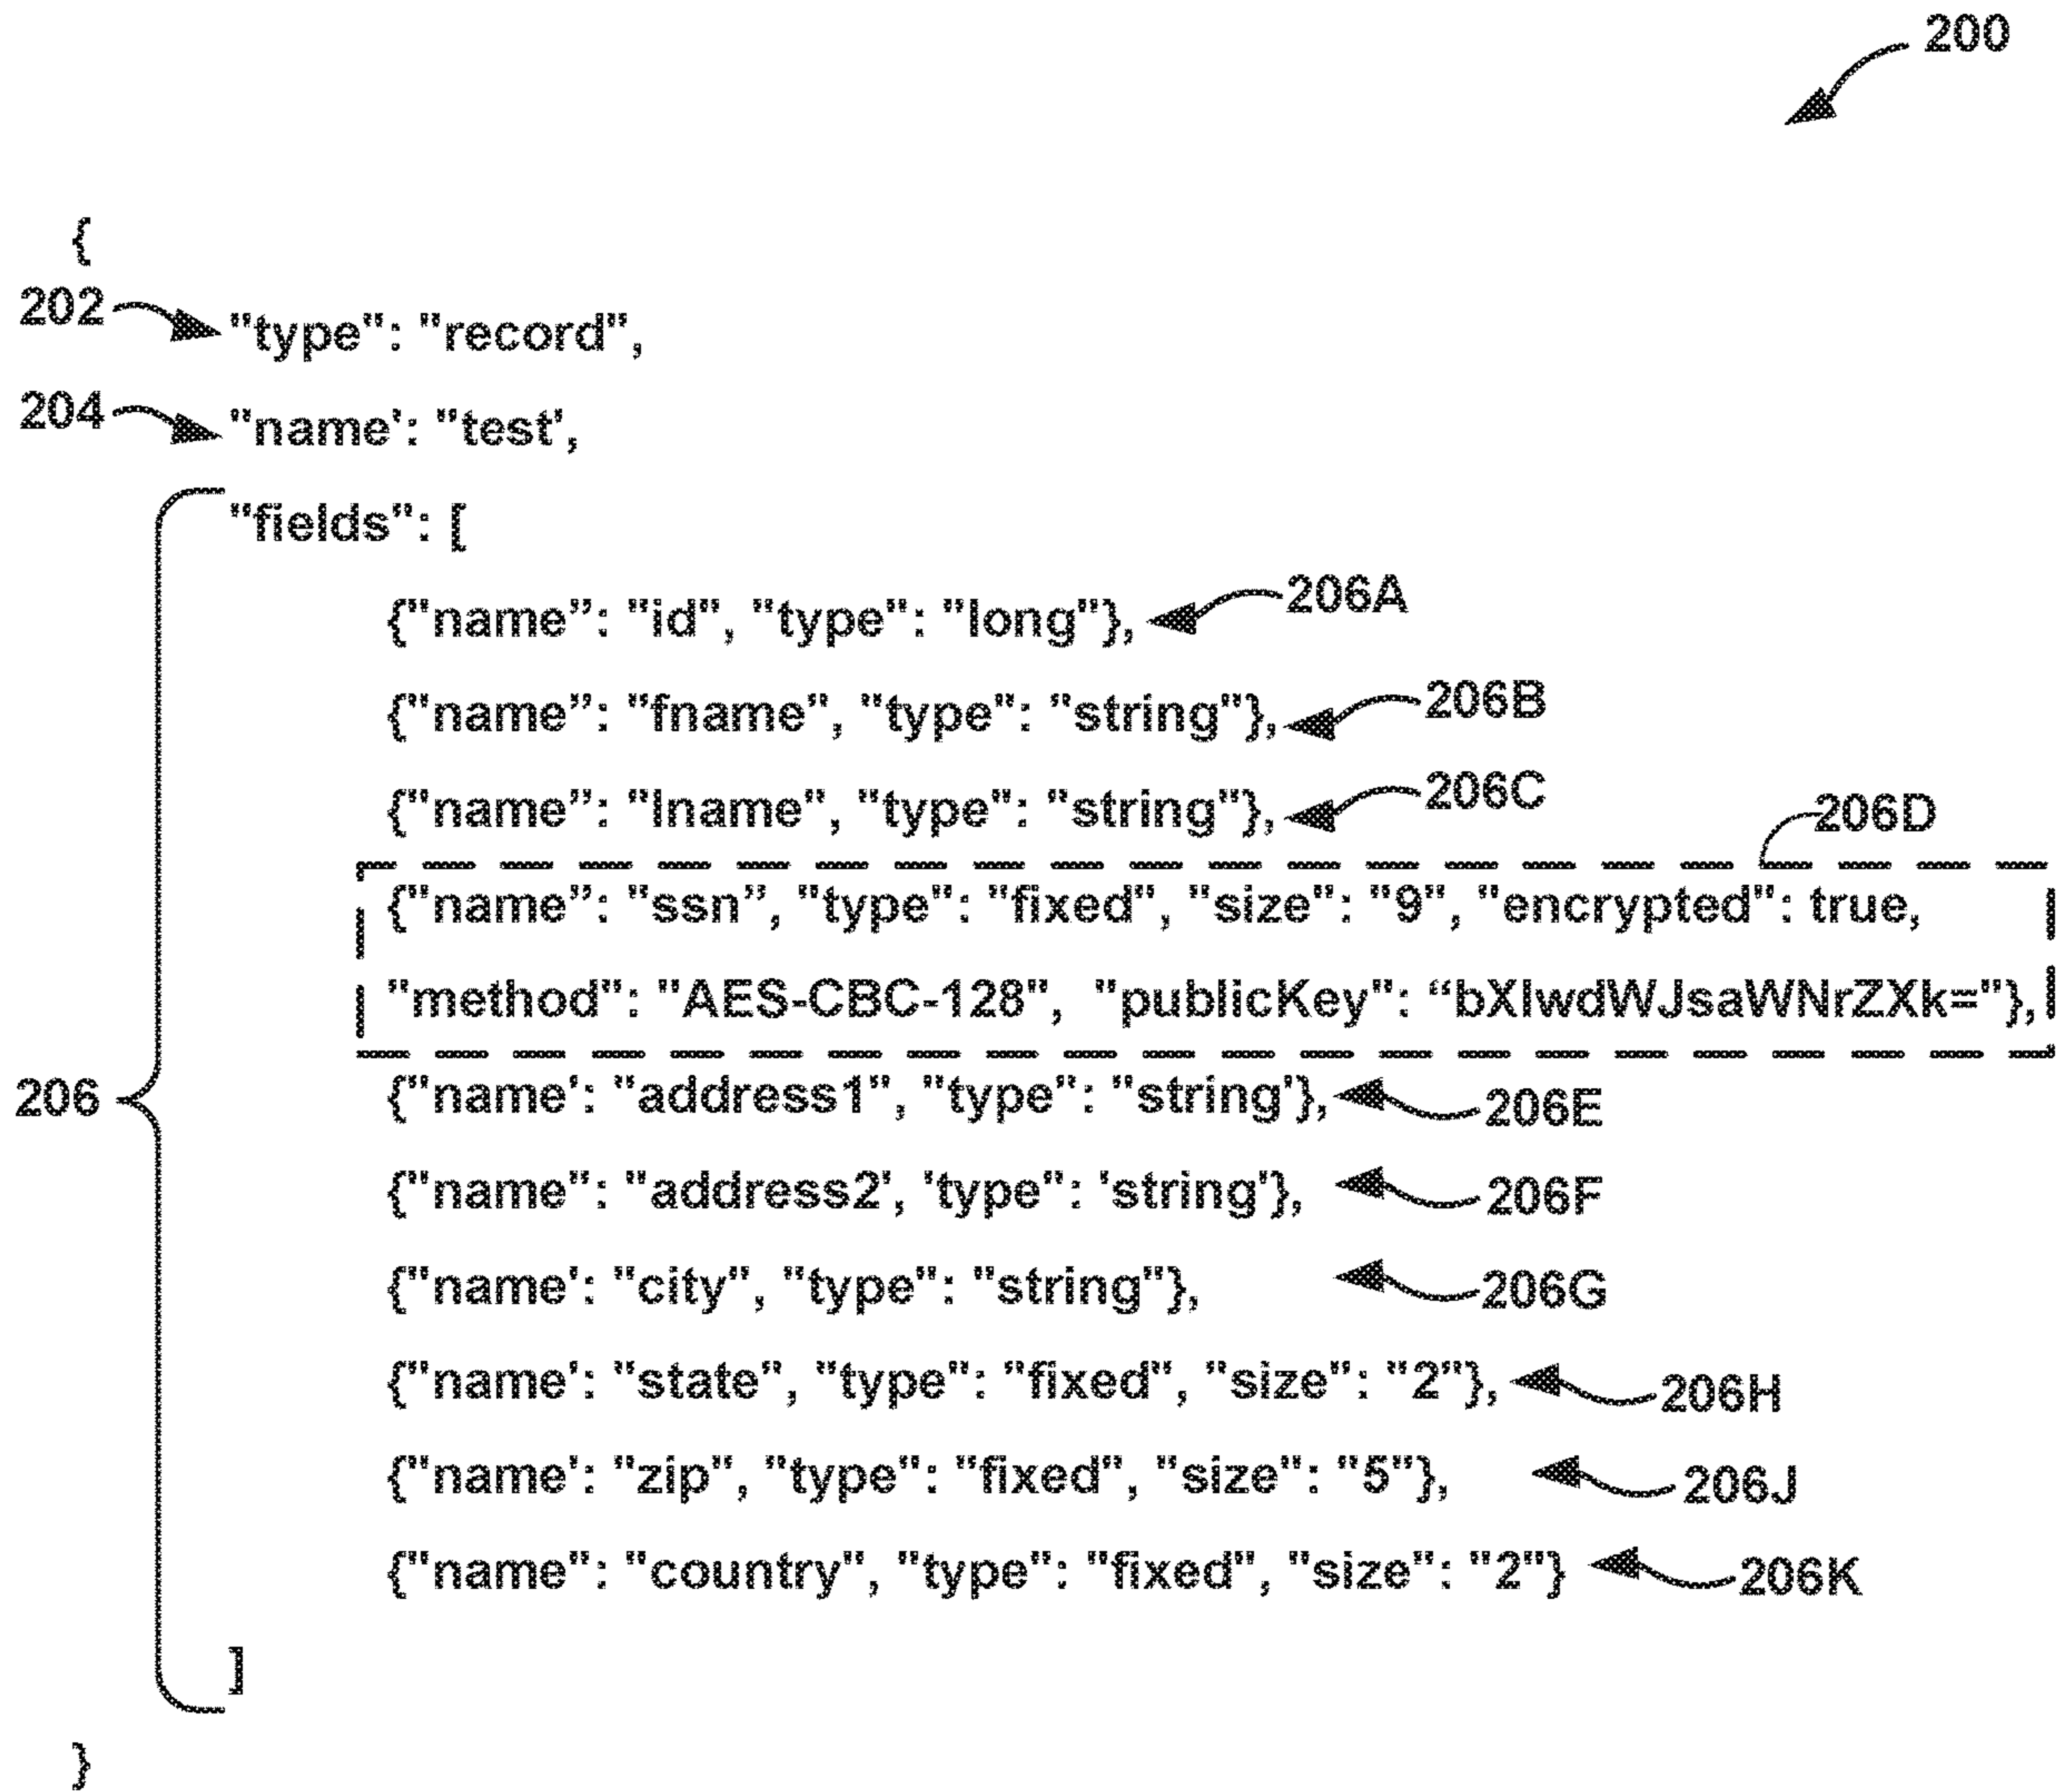 200
{
202 "type": "record",
204 "name': "test',
"fields": [
{"name”: "id", "type": "long"}, 206A
{"name”: "fname", "type": "string"}, 206B
{"name”: "lname", "type": "string"}, 206C
206D
{"name”: "ssn”, "type": "fixed", "size": "9", "encrypted": true,
"method": "AES-CBC-128", "publicKey": “bXlwdWJsaWNrZXk="},
206
{"name': "address1", "type": "string'}, 206E
{"name": "address2', 'type": 'string'}, 206F
{"name': "city", "type": "string"}, 206G
{"name': "state", "type": "fixed", "size": "2"}, 206H
{"name': "zip", "type": "fixed", "size": "5"}, 206J
{"name": "country", "type": "fixed", "size": "2"} 206K
]
}